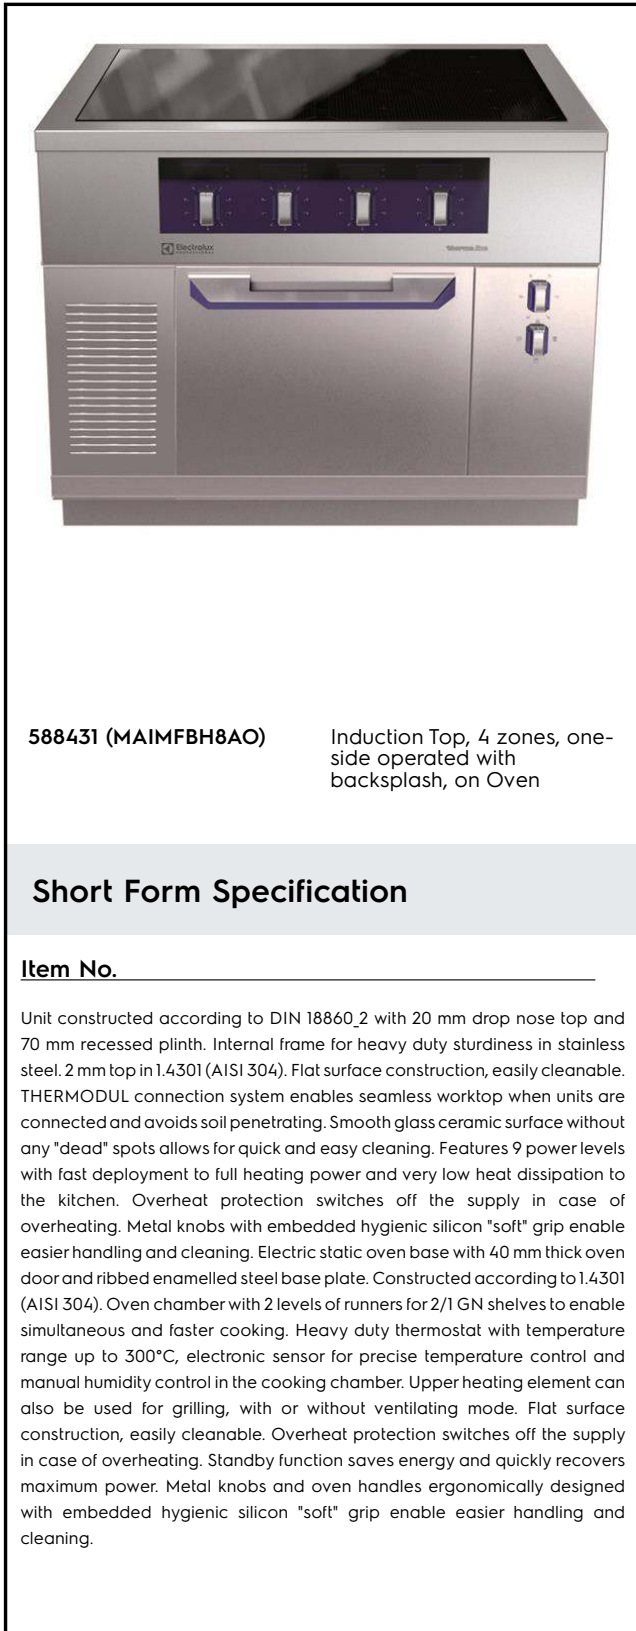 Electrolux
PROFESSIONAL
588431 (MAIMFBH8AO)
Induction Top, 4 zones, one-
side operated with
backsplash, on Oven
Short Form Specification
Item No.
Unit constructed according to DIN 18860_2 with 20 mm drop nose top and
70 mm recessed plinth. Internal frame for heavy duty sturdiness in stainless
steel. 2 mm top in 1.4301 (AISI 304). Flat surface construction, easily cleanable.
THERMODUL connection system enables seamless worktop when units are
connected and avoids soil penetrating. Smooth glass ceramic surface without
any "dead" spots allows for quick and easy cleaning. Features 9 power levels
with fast deployment to full heating power and very low heat dissipation to
the kitchen. Overheat protection switches off the supply in case of
overheating. Metal knobs with embedded hygienic silicon "soft" grip enable
easier handling and cleaning. Electric static oven base with 40 mm thick oven
door and ribbed enamelled steel base plate. Constructed according to 1.4301
(AISI 304). Oven chamber with 2 levels of runners for 2/1 GN shelves to enable
simultaneous and faster cooking. Heavy duty thermostat with temperature
range up to 300°C, electronic sensor for precise temperature control and
manual humidity control in the cooking chamber. Upper heating element can
also be used for grilling, with or without ventilating mode. Flat surface
construction, easily cleanable. Overheat protection switches off the supply
in case of overheating. Standby function saves energy and quickly recovers
maximum power. Metal knobs and oven handles ergonomically designed
with embedded hygienic silicon "soft" grip enable easier handling and
cleaning.